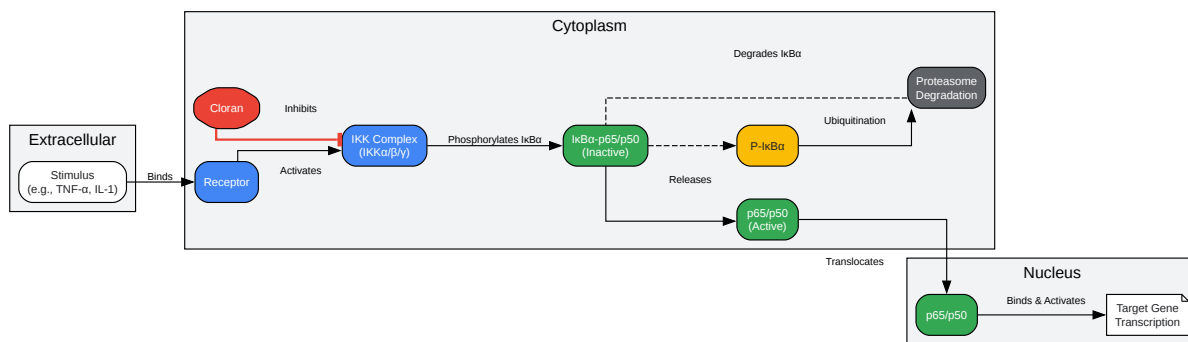 Cytoplasm
Degrades IκBα
Proteasome
Degradation
Cloran
Inhibits
Ubiquitination
Extracellular
IKK Complex
(IKKα/β/γ)
Phosphorylates IκBα
IκBα-p65/p50
(Inactive)
P-IκBα
Stimulus
(e.g., TNF-α, IL-1)
Binds
Receptor
Activates
Releases
p65/p50
(Active)
Translocates
Nucleus
p65/p50
Binds & Activates
Target Gene
Transcription